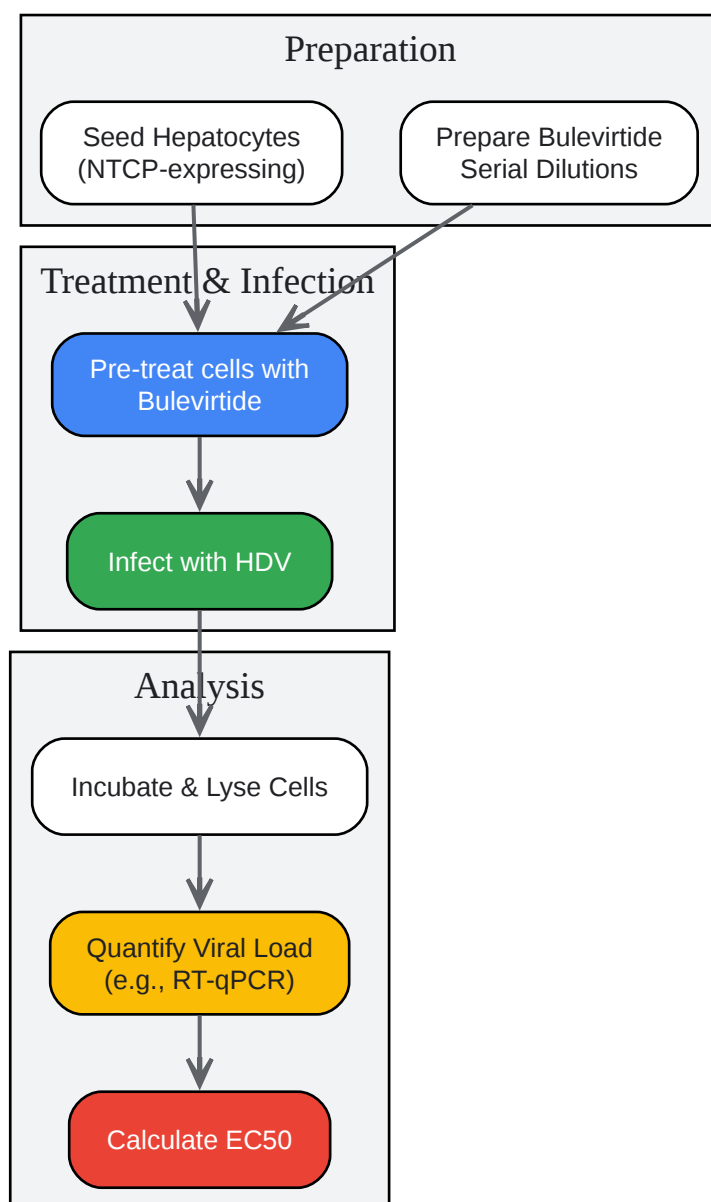 Preparation
Seed Hepatocytes
(NTCP-expressing)
Prepare Bulevirtide
Serial Dilutions
Treatment & Infection
Pre-treat cells with
Bulevirtide
Infect with HDV
Analysis
Incubate & Lyse Cells
Quantify Viral Load
(e.g., RT-qPCR)
Calculate EC50